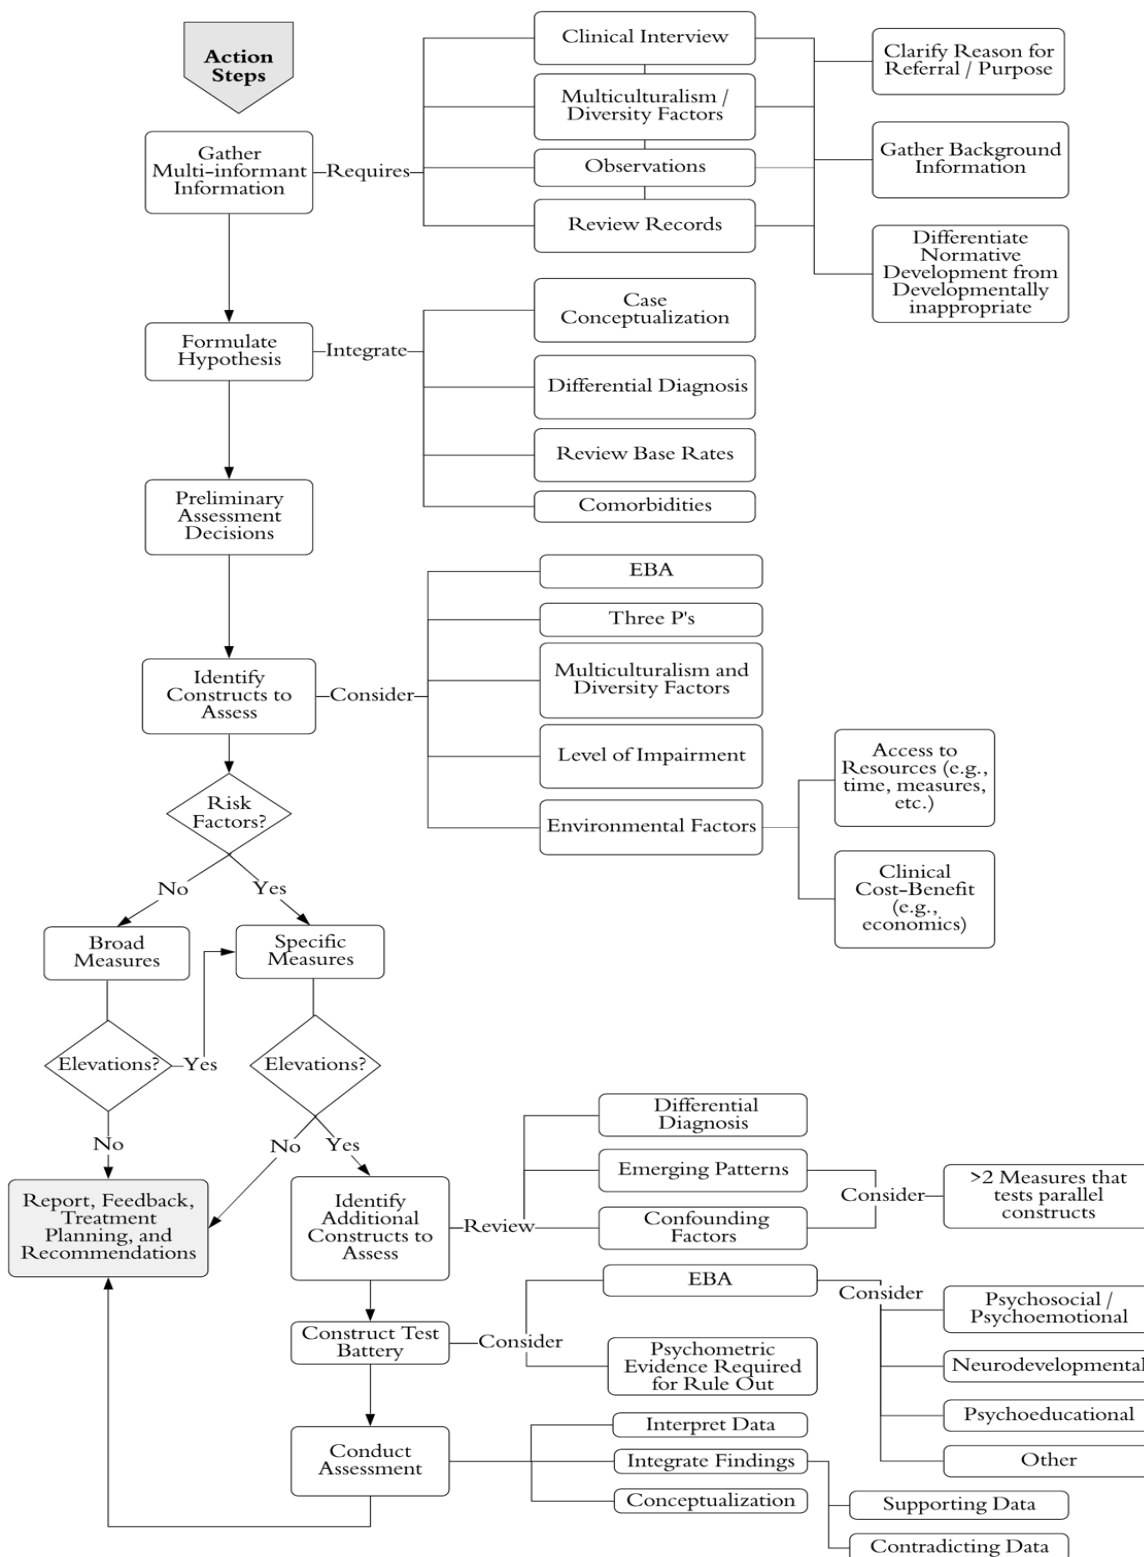 Action
Steps
Gather
Multi-informant
Information
Requires
Clinical Interview
Multiculturalism /
Diversity Factors
Observations
Review Records
Clarify Reason for
Referral / Purpose
Gather Background
Information
Differentiate
Normative
Development from
Developmentally
inappropriate
Formulate
Hypothesis
Integrate
Case
Conceptualization
Differential Diagnosis
Review Base Rates
Comorbidities
Preliminary
Assessment
Decisions
Identify
Constructs to
Assess
Consider
EBA
Three P's
Multiculturalism and
Diversity Factors
Level of Impairment
Environmental Factors
Access to
Resources (e.g.,
time, measures,
etc.)
Clinical
Cost-Benefit
(e.g.,
economics)
Risk
Factors?
No
Yes
Broad
Measures
Specific
Measures
Elevations?
Yes
Elevations?
No
No
Yes
Report, Feedback,
Treatment
Planning, and
Recommendations
Identify
Additional
Constructs to
Assess
Review
Differential
Diagnosis
Emerging Patterns
Confounding
Factors
Consider
>2 Measures that
tests parallel
constructs
Construct Test
Battery
Consider
EBA
Psychometric
Evidence Required
for Rule Out
Consider
Psychosocial /
Psychoemotional
Neurodevelopmental
Psychoeducational
Other
Conduct
Assessment
Interpret Data
Integrate Findings
Conceptualization
Supporting Data
Contradicting Data